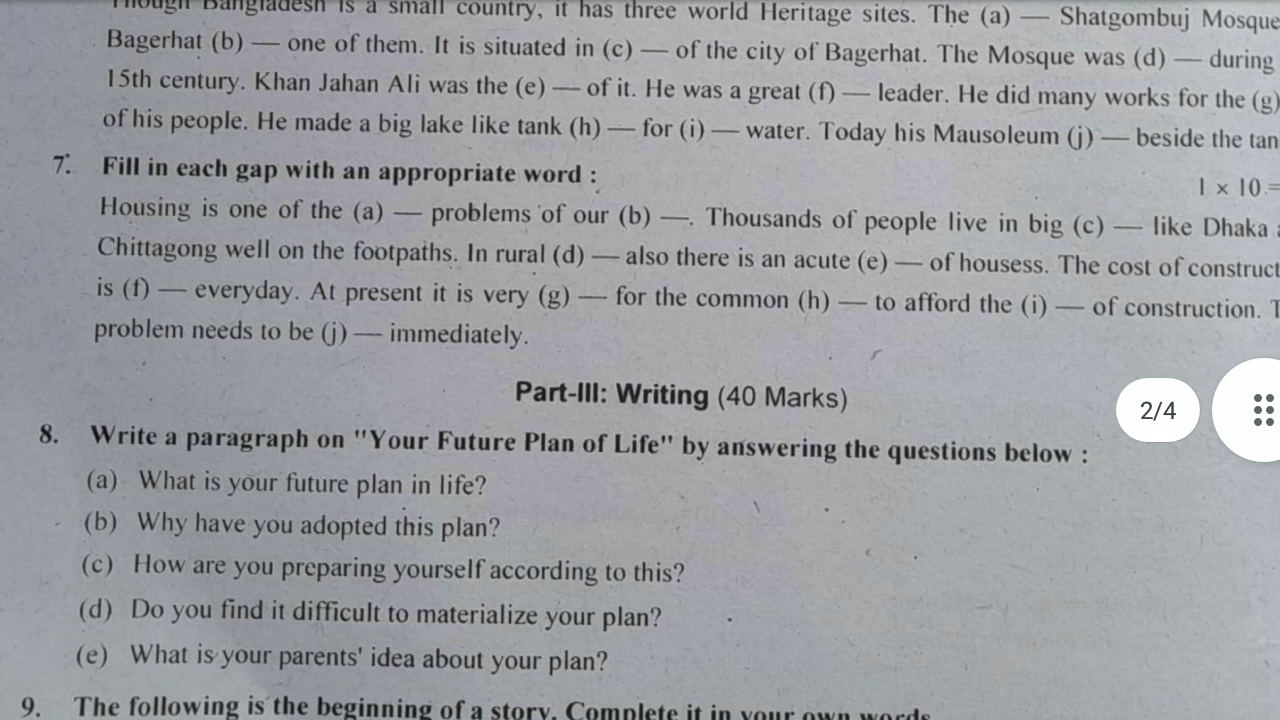 Though Bangladesh is a small country, it has three world Heritage sites. The (a) — Shatgombuj Mosque
Bagerhat (b) — one of them. It is situated in (c) — of the city of Bagerhat. The Mosque was (d) — during
15th century. Khan Jahan Ali was the (e) — of it. He was a great (f) — leader. He did many works for the (g)
of his people. He made a big lake like tank (h) — for (i) — water. Today his Mausoleum (j) — beside the tan
7. Fill in each gap with an appropriate word :
1 × 10 =
Housing is one of the (a) — problems of our (b) —. Thousands of people live in big (c) — like Dhaka
Chittagong well on the footpaths. In rural (d) — also there is an acute (e) — of housess. The cost of construct
is (f) — everyday. At present it is very (g) — for the common (h) — to afford the (i) — of construction. T
problem needs to be (j) — immediately.
Part-III: Writing (40 Marks)
2/4
8. Write a paragraph on "Your Future Plan of Life" by answering the questions below :
(a) What is your future plan in life?
(b) Why have you adopted this plan?
(c) How are you preparing yourself according to this?
(d) Do you find it difficult to materialize your plan?
(e) What is your parents' idea about your plan?
9. The following is the beginning of a story. Complete it in your own words